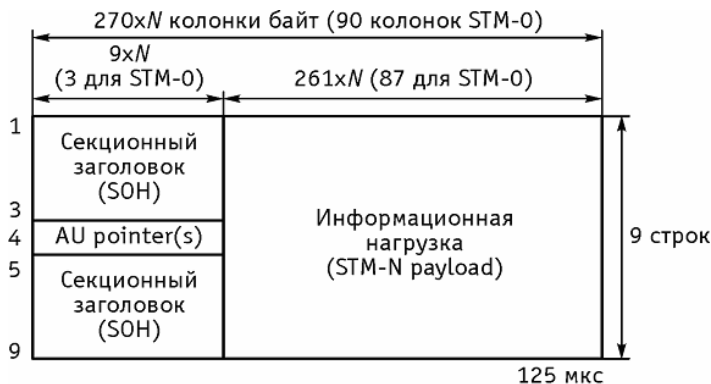 270xN колонки байт (90 колонок STM-0)
9xN
(3 для STM-0)
261xN (87 для STM-0)
1
Секционный
заголовок
(SOH)
3
4
AU pointer(s)
5
Секционный
заголовок
(SOH)
9
Информационная
нагрузка
(STM-N payload)
9 строк
125 мкс